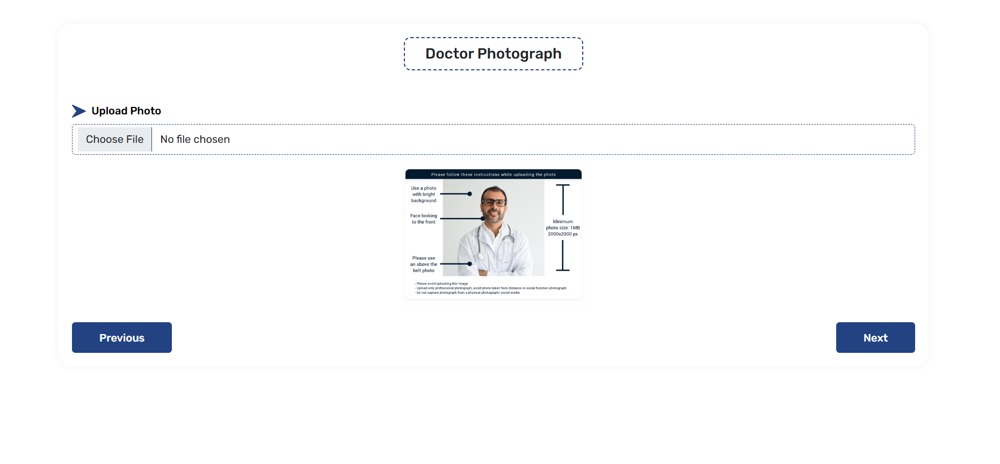 Doctor Photograph
Upload Photo
Choose File No file chosen
Please follow these instructions while uploading the photo
Use a photo
with bright
background
Face looking
to the front
Please use
an above the
belt photo
Minimum
photo size: 1MB
2000x2000 px
- Please avoid uploading blur image
- Upload only professional photograph, avoid photo taken from distance or social function photograph
- Do not capture photograph from a physical photograph/ social media
Previous
Next